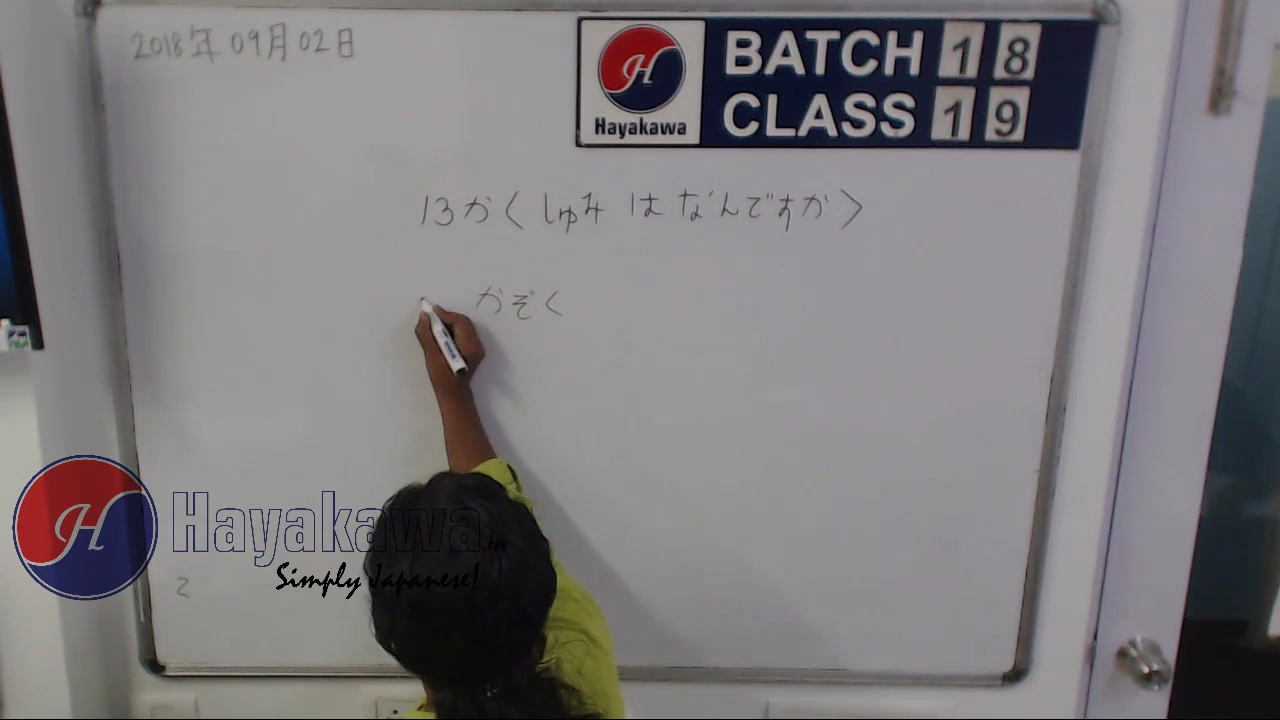 2018年09月02日
BATCH 18
CLASS 19
H
Hayakawa
13か〈しゅみ は なんですか〉
かぞく
H
Hayakawa.in
Simply Japanese!
2